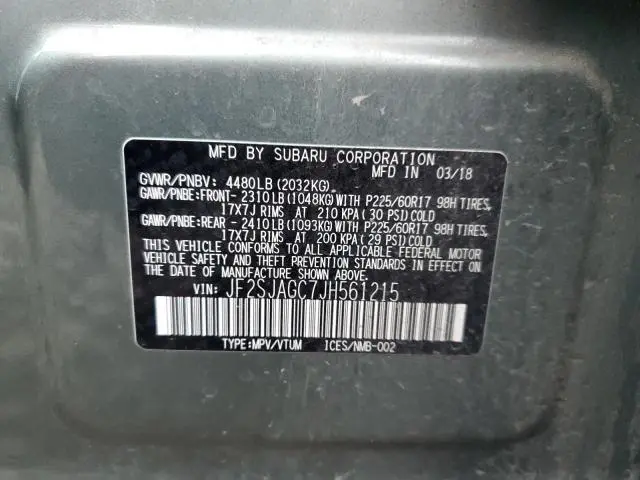 MFD BY SUBARU CORPORATION
MFD IN 03/18
GVWR/PNBV: 4480LB (2032KG)
GAWR/PNBE:FRONT- 2310LB(1048KG)WITH P225/60R17 98H TIRES,
17X7J RIMS AT 210 KPA(30 PSI)COLD
GAWR/PNBE:REAR - 2410LB(1093KG)WITH P225/60R17 98H TIRES,
17X7J RIMS AT 200 KPA(29 PSI)COLD
THIS VEHICLE CONFORMS TO ALL APPLICABLE FEDERAL MOTOR
VEHICLE SAFETY AND THEFT PREVENTION STANDARDS IN
EFFECT ON THE DATE OF MANUFACTURE SHOWN ABOVE.
VIN: JF2SJAGC7JH561215
TYPE:MPV/VTUM ICES/NMB-002